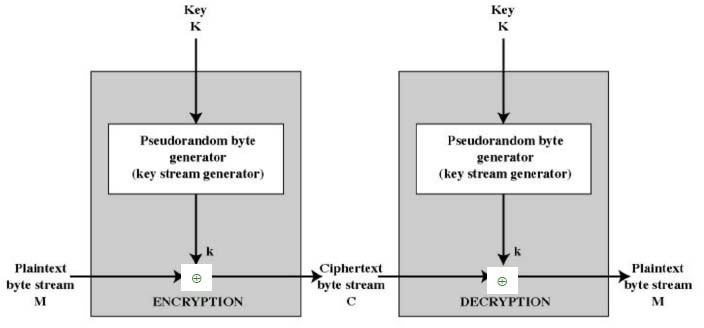 Key
K
Key
K
Pseudorandom byte
generator
(key stream generator)
Pseudorandom byte
generator
(key stream generator)
k
k
Plaintext
byte stream
M
⊕
Ciphertext
byte stream
C
⊕
Plaintext
byte stream
M
ENCRYPTION
DECRYPTION